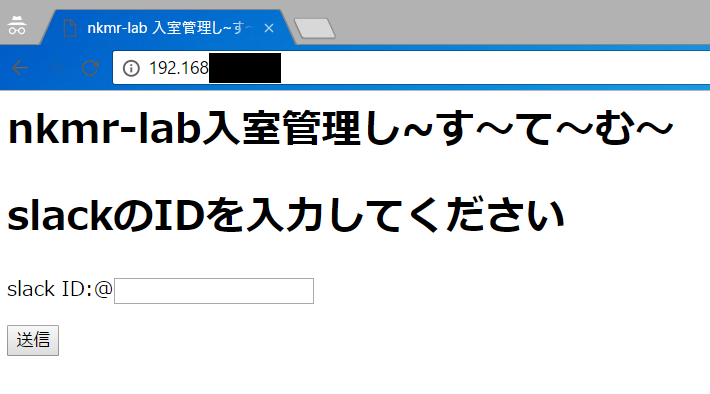 nkmr-lab 入室管理し~す~
192.168
nkmr-lab入室管理し~す～て～む～
slackのIDを入力してください
slack ID:@
送信